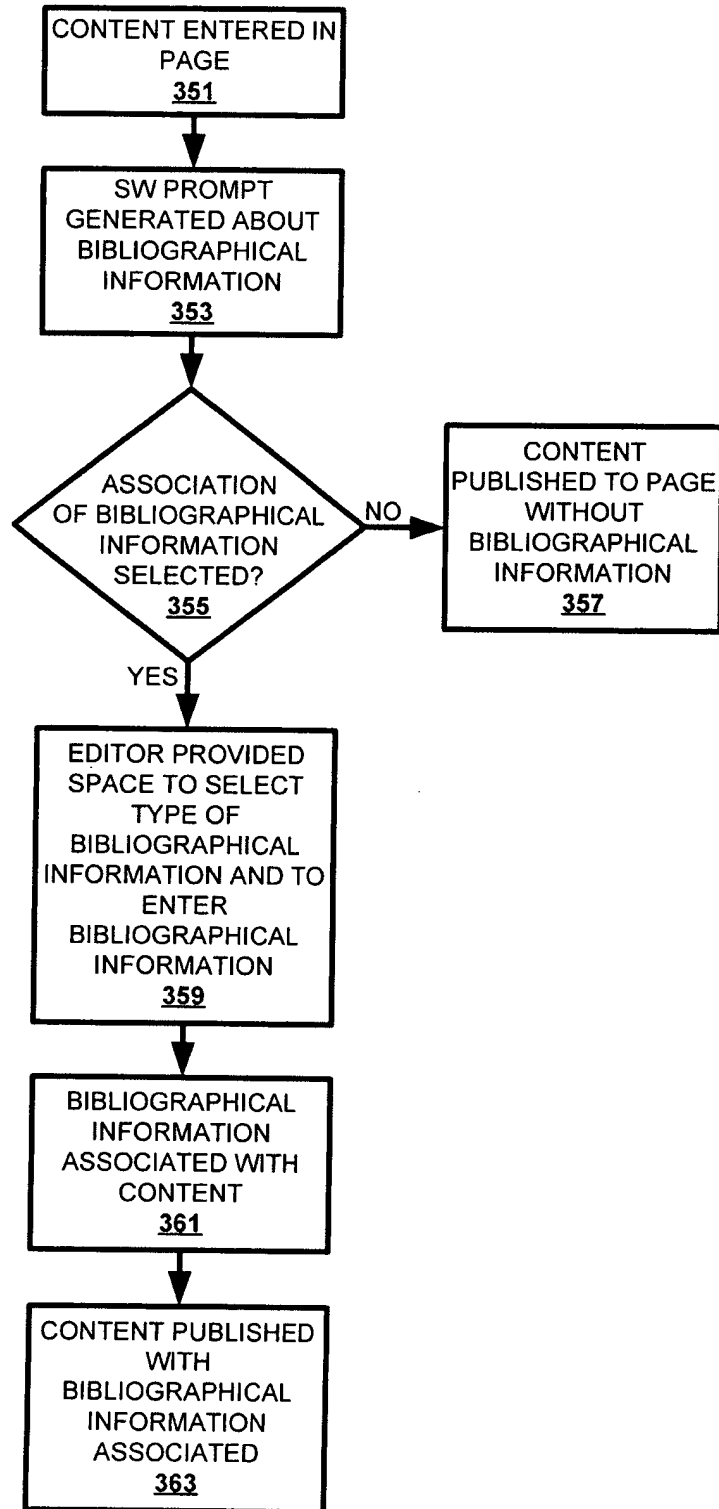 CONTENT ENTERED IN
PAGE
351
SW PROMPT
GENERATED ABOUT
BIBLIOGRAPHICAL
INFORMATION
353
ASSOCIATION
OF BIBLIOGRAPHICAL
INFORMATION
SELECTED?
355
NO
CONTENT
PUBLISHED TO PAGE
WITHOUT
BIBLIOGRAPHICAL
INFORMATION
357
YES
EDITOR PROVIDED
SPACE TO SELECT
TYPE OF
BIBLIOGRAPHICAL
INFORMATION AND TO
ENTER
BIBLIOGRAPHICAL
INFORMATION
359
BIBLIOGRAPHICAL
INFORMATION
ASSOCIATED WITH
CONTENT
361
CONTENT PUBLISHED
WITH
BIBLIOGRAPHICAL
INFORMATION
ASSOCIATED
363